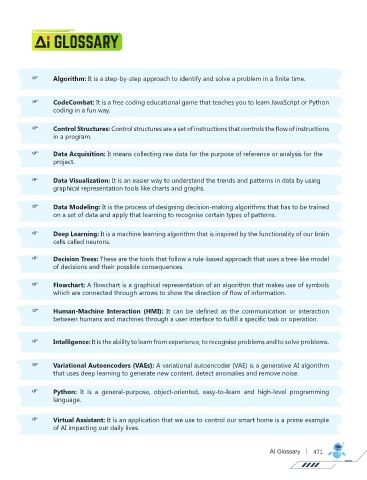 Ai GLOSSARY
Algorithm: It is a step-by-step approach to identify and solve a problem in a finite time.
CodeCombat: It is a free coding educational game that teaches you to learn JavaScript or Python
coding in a fun way.
Control Structures: Control structures are a set of instructions that controls the flow of instructions
in a program.
Data Acquisition: It means collecting raw data for the purpose of reference or analysis for the
project.
Data Visualization: It is an easier way to understand the trends and patterns in data by using
graphical representation tools like charts and graphs.
Data Modeling: It is the process of designing decision-making algorithms that has to be trained
on a set of data and apply that learning to recognise certain types of patterns.
Deep Learning: It is a machine learning algorithm that is inspired by the functionality of our brain
cells called neurons.
Decision Trees: These are the tools that follow a rule-based approach that uses a tree-like model
of decisions and their possible consequences.
Flowchart: A flowchart is a graphical representation of an algorithm that makes use of symbols
which are connected through arrows to show the direction of flow of information.
Human-Machine Interaction (HMI): It can be defined as the communication or interaction
between humans and machines through a user interface to fulfill a specific task or operation.
Intelligence: It is the ability to learn from experience, to recognise problems and to solve problems.
Variational Autoencoders (VAEs): A variational autoencoder (VAE) is a generative AI algorithm
that uses deep learning to generate new content, detect anomalies and remove noise.
Python: It is a general-purpose, object-oriented, easy-to-learn and high-level programming
language.
Virtual Assistant: It is an application that we use to control our smart home is a prime example
of AI impacting our daily lives.
AI Glossary | 471